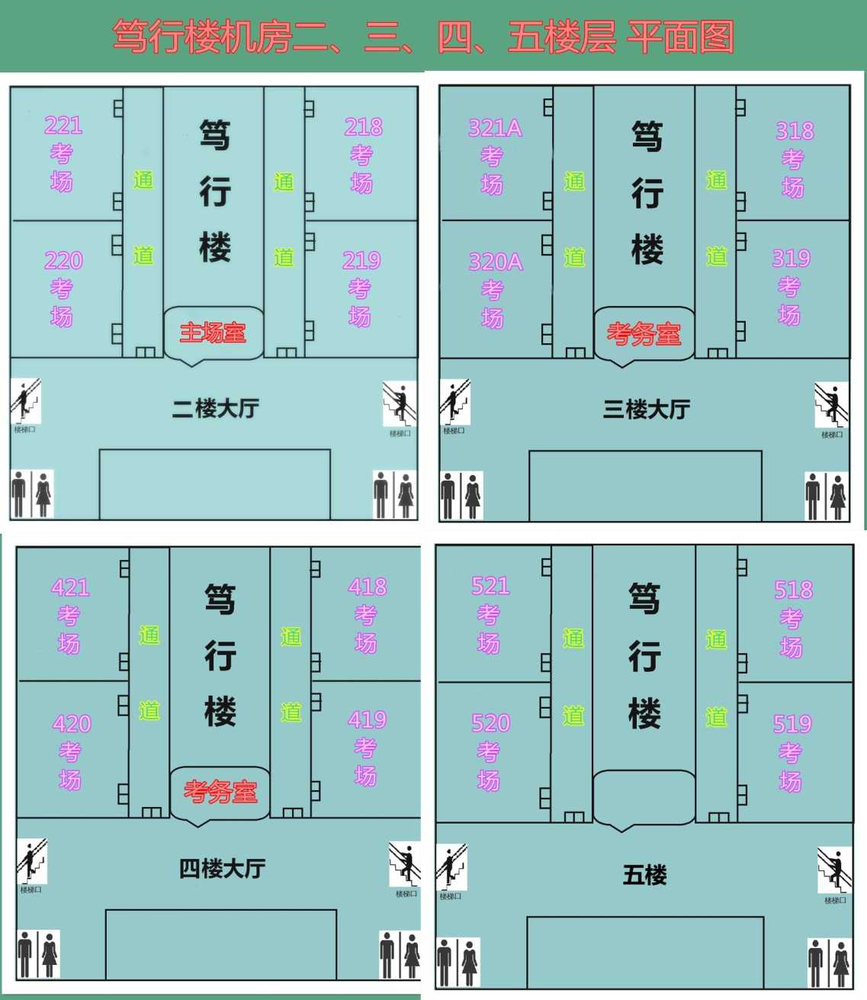 笃行楼机房二、三、四、五楼层 平面图
221
考
场
220
考
场
通
道
笃
行
楼
主场室
通
道
218
考
场
219
考
场
二楼大厅
楼梯口
楼梯口
321A
考
场
320A
考
场
通
道
笃
行
楼
考务室
通
道
318
考
场
319
考
场
三楼大厅
楼梯口
楼梯口
421
考
场
420
考
场
通
道
笃
行
楼
考务室
通
道
418
考
场
419
考
场
四楼大厅
楼梯口
楼梯口
521
考
场
520
考
场
通
道
笃
行
楼
通
道
518
考
场
519
考
场
五楼
楼梯口
楼梯口